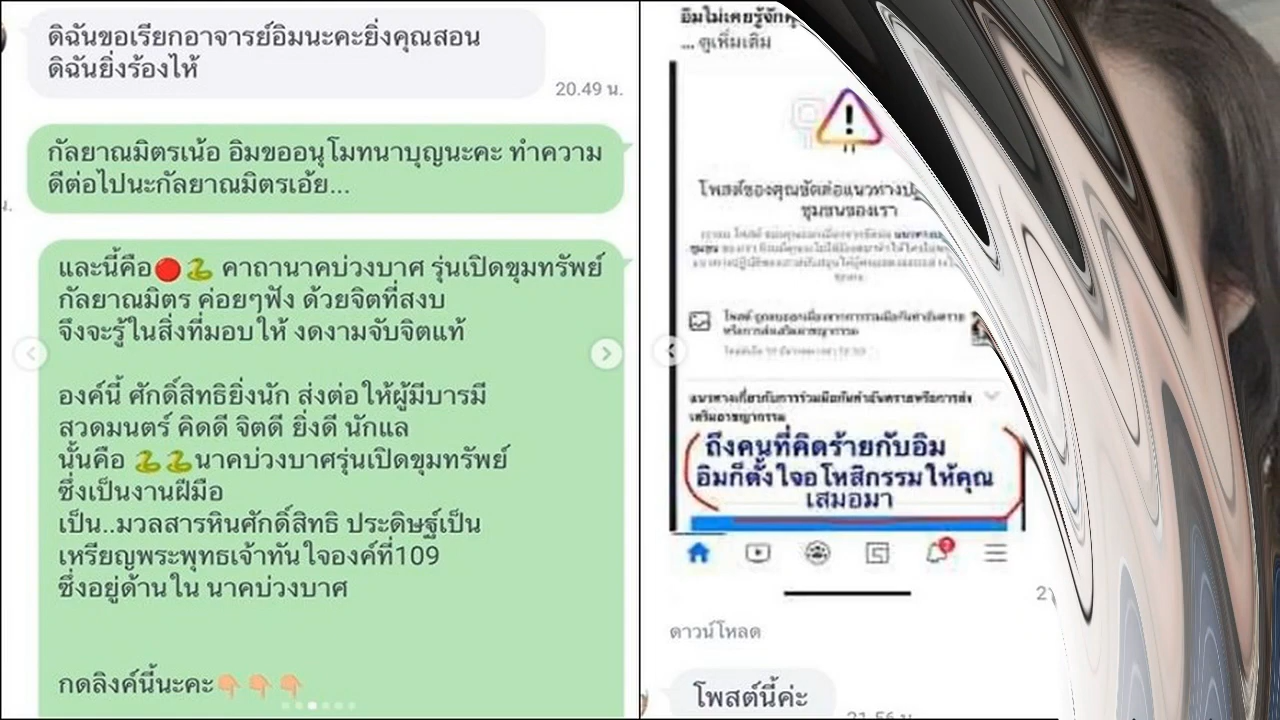 ดิฉันขอเรียกอาจารย์อิมนะคะยิ่งคุณสอน
ดิฉันยิ่งร้องไห้
20.49 น.
กัลยาณมิตรเน้อ อิมขออนุโมทนาบุญนะคะ ทำความ
ดีต่อไปนะกัลยาณมิตรเอ้ย...
น.
และนี้คือ🔴🐍 คาถานาคบ่วงบาศ รุ่นเปิดขุมทรัพย์
กัลยาณมิตร ค่อยๆฟัง ด้วยจิตที่สงบ
จึงจะรู้ในสิ่งที่มอบให้ งดงามจับจิตแท้
องค์นี้ ศักดิ์สิทธิยิ่งนัก ส่งต่อให้ผู้มีบารมี
สวดมนตร์ คิดดี จิตดี ยิ่งดี นักแล
นั้นคือ 🐍🐍นาคบ่วงบาศรุ่นเปิดขุมทรัพย์
ซึ่งเป็นงานฝีมือ
เป็น..มวลสารหินศักดิ์สิทธิ ประดิษฐ์เป็น
เหรียญพระพุทธเจ้าทันใจองค์ที่109
ซึ่งอยู่ด้านใน นาคบ่วงบาศ
กดลิงค์นี้นะคะ👇🏻👇🏻👇🏻
อิมไม่เคยรู้จัก
... ดูเพิ่มเติม
โพสต์ของคุณขัดต่อแนวทาง
ชุมชนของเรา
แนวทางเกี่ยวกับการร่วมมือกันทำอันตรายหรือการส่ง
เสริมอาชญากรรม
ถึงคนที่คิดร้ายกับอิม
อิมก็ตั้งใจอโหสิกรรมให้คุณ
เสมอมา
ดาวน์โหลด
โพสต์นี้ค่ะ
21.56 น.